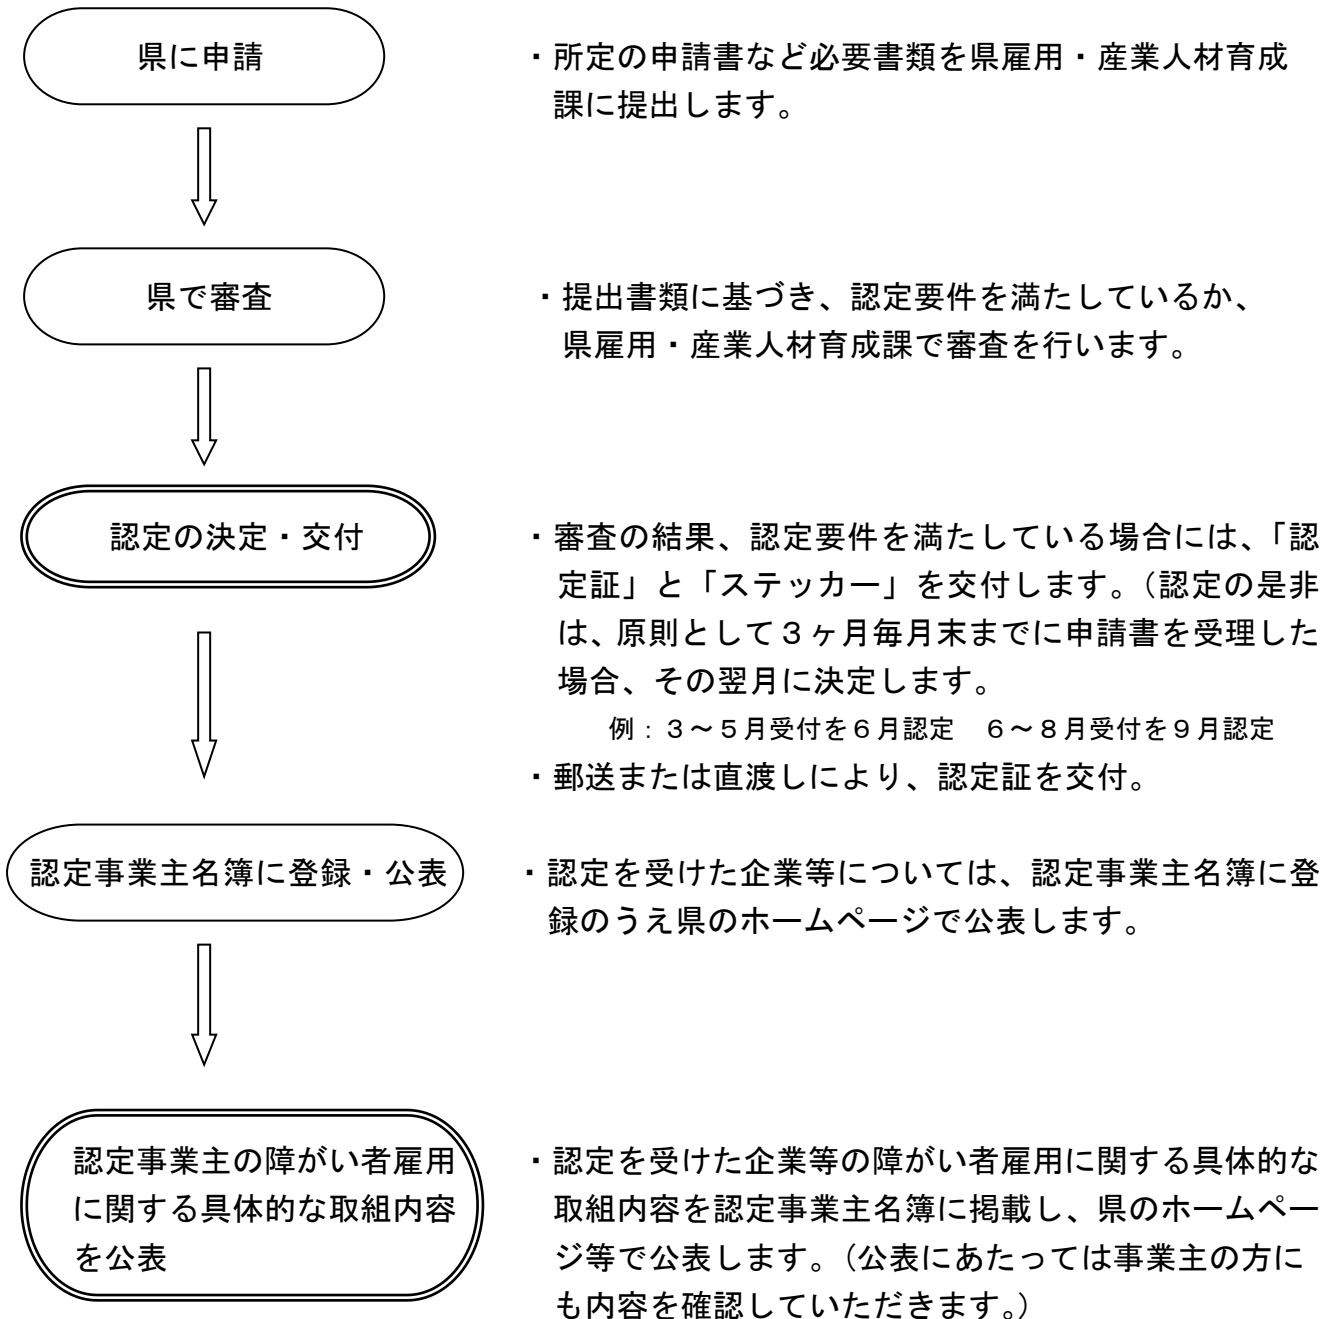 県に申請
・所定の申請書など必要書類を県雇用・産業人材育成
課に提出します。
県で審査
・提出書類に基づき、認定要件を満たしているか、
県雇用・産業人材育成課で審査を行います。
認定の決定・交付
・審査の結果、認定要件を満たしている場合には、「認
定証」と「ステッカー」を交付します。（認定の是非
は、原則として３ヶ月毎月末までに申請書を受理した
場合、その翌月に決定します。
例：３～５月受付を６月認定　６～８月受付を９月認定
・郵送または直渡しにより、認定証を交付。
認定事業主名簿に登録・公表
・認定を受けた企業等については、認定事業主名簿に登
録のうえ県のホームページで公表します。
認定事業主の障がい者雇用
に関する具体的な取組内容
を公表
・認定を受けた企業等の障がい者雇用に関する具体的な
取組内容を認定事業主名簿に掲載し、県のホームペー
ジ等で公表します。（公表にあたっては事業主の方に
も内容を確認していただきます。）